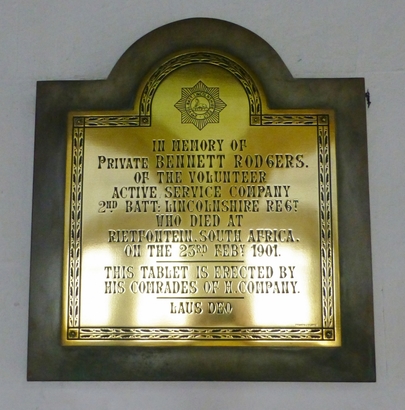 IN MEMORY OF
PRIVATE BENNETT RODGERS.
OF THE VOLUNTEER
ACTIVE SERVICE COMPANY
2ND BATT: LINCOLNSHIRE REGT
WHO DIED AT
RIETFONTEIN, SOUTH AFRICA,
ON THE 23RD FEBY 1901.
THIS TABLET IS ERECTED BY
HIS COMRADES OF H. COMPANY.
LAUS DEO